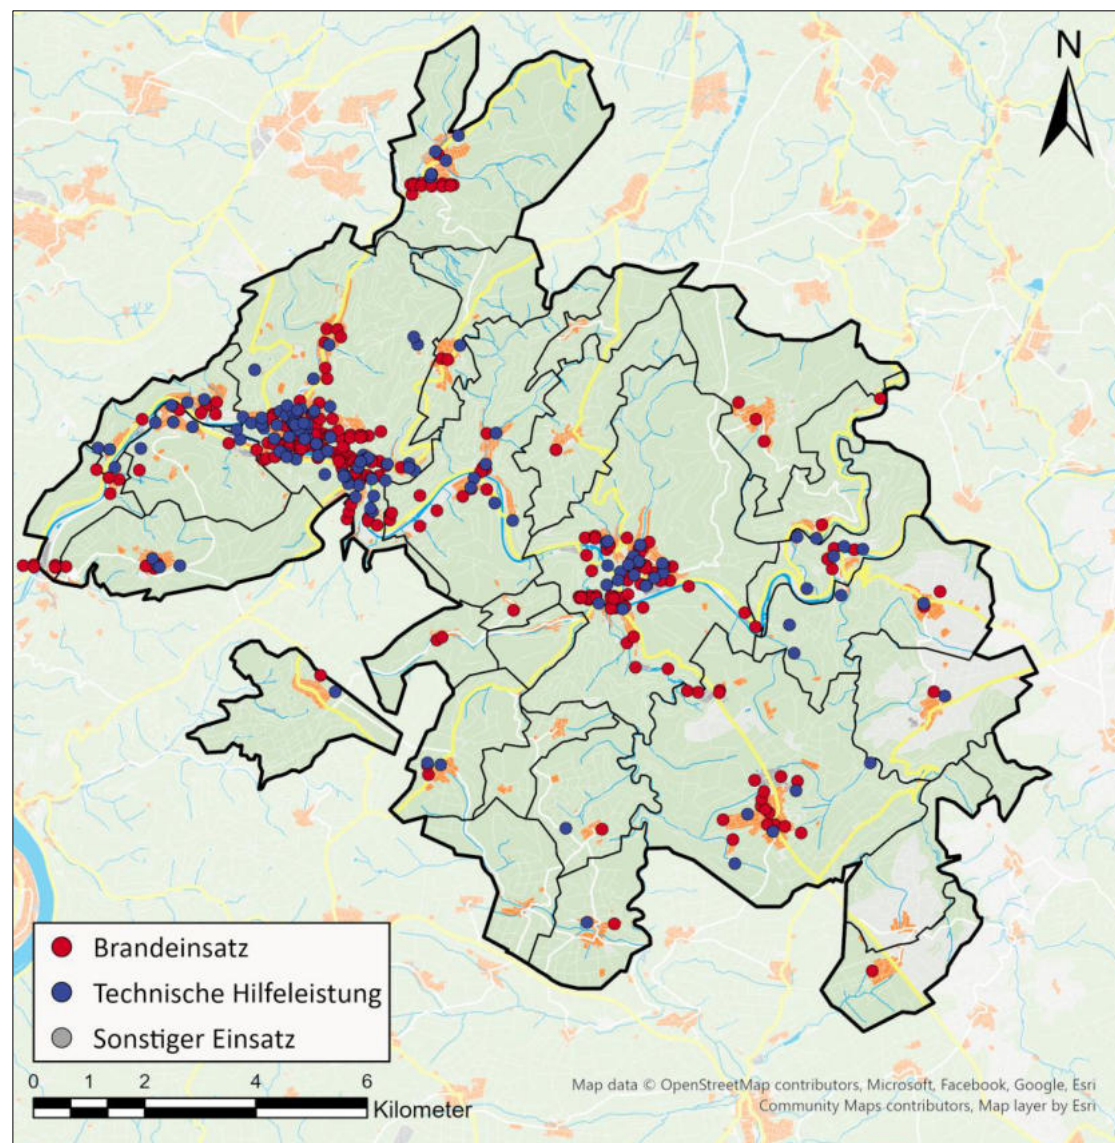 N
Brandeinsatz
Technische Hilfeleistung
Sonstiger Einsatz
0 1 2 4 6
Kilometer
Map data © OpenStreetMap contributors, Microsoft, Facebook, Google, Esri
Community Maps contributors, Map layer by Esri